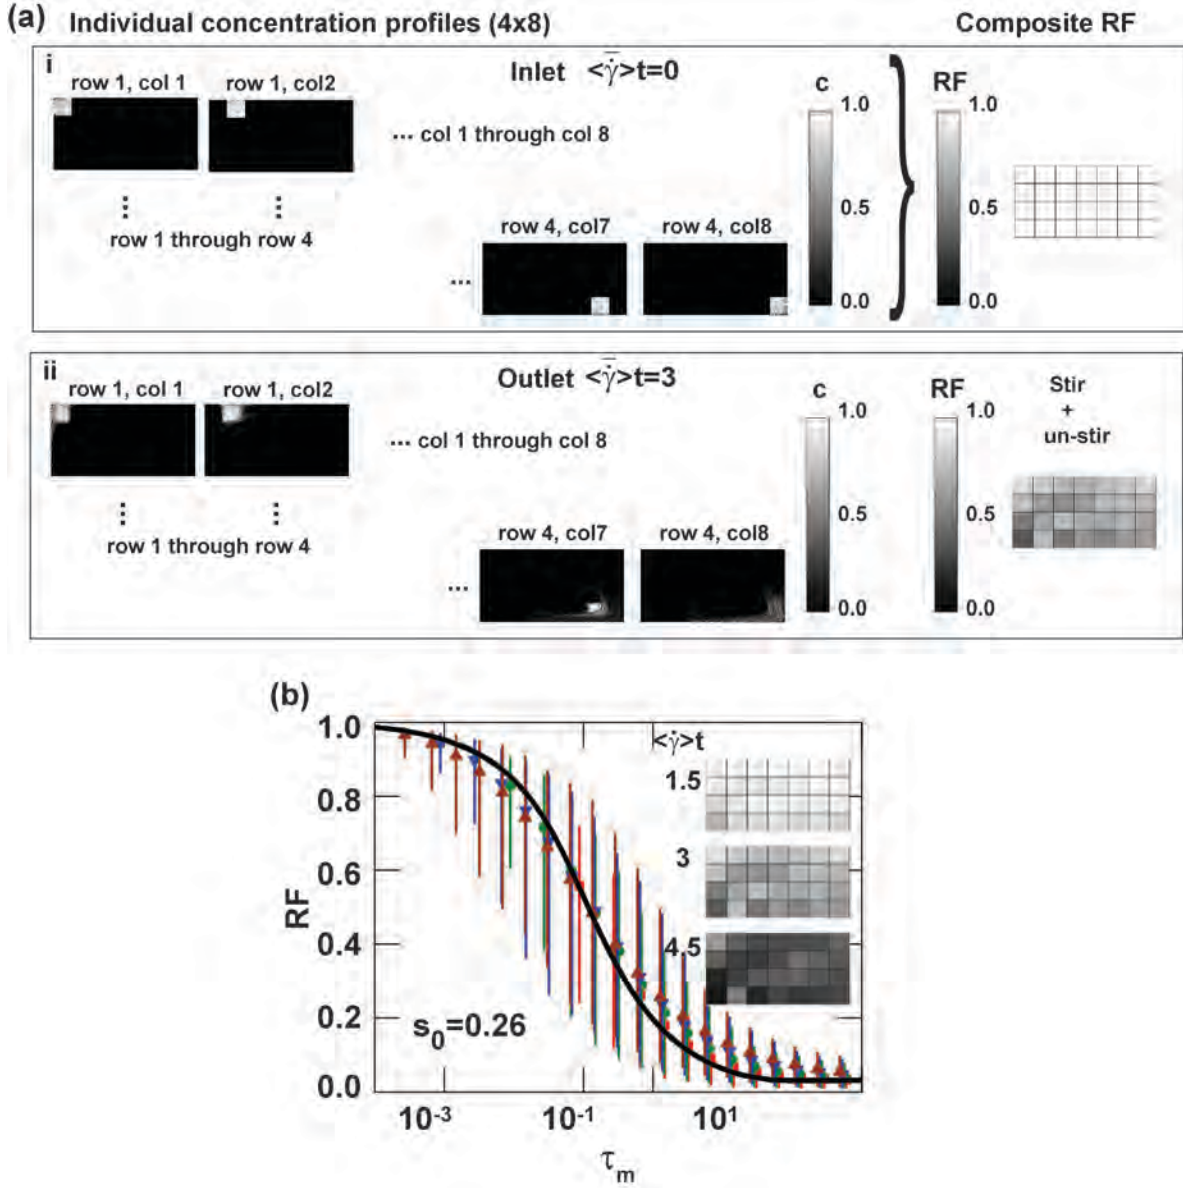 (a) Individual concentration profiles (4x8) Composite RF
i
row 1, col 1 row 1, col2
Inlet <γ̇̅>t=0
c
RF
1.0
1.0
... col 1 through col 8
⋮ ⋮
row 1 through row 4
0.5
0.5
row 4, col7 row 4, col8
...
0.0
0.0
ii
row 1, col 1 row 1, col2
Outlet <γ̇̅>t=3
c
RF
Stir
+
un-stir
1.0
1.0
... col 1 through col 8
⋮ ⋮
row 1 through row 4
0.5
0.5
row 4, col7 row 4, col8
...
0.0
0.0
(b)
RF
1.0
0.8
0.6
0.4
0.2
0.0
<γ̇>t
1.5
3
4.5
s₀=0.26
10⁻³ 10⁻¹ 10¹
τₘ